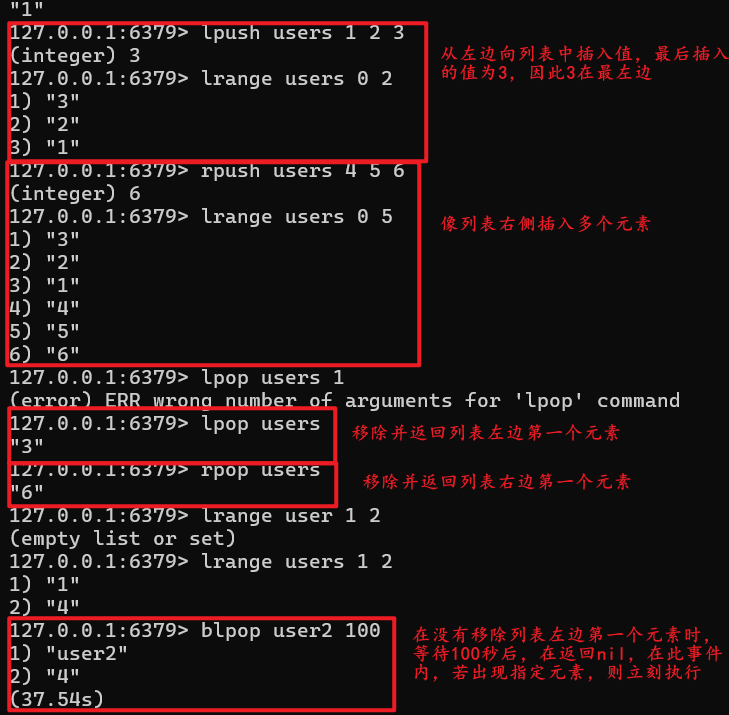 "1"
127.0.0.1:6379> lpush users 1 2 3
(integer) 3
从左边向列表中插入值，最后插入
的值为3，因此3在最左边
127.0.0.1:6379> lrange users 0 2
1) "3"
2) "2"
3) "1"
127.0.0.1:6379> rpush users 4 5 6
(integer) 6
127.0.0.1:6379> lrange users 0 5
像列表右侧插入多个元素
1) "3"
2) "2"
3) "1"
4) "4"
5) "5"
6) "6"
127.0.0.1:6379> lpop users 1
(error) ERR wrong number of arguments for 'lpop' command
127.0.0.1:6379> lpop users
移除并返回列表左边第一个元素
"3"
127.0.0.1:6379> rpop users
移除并返回列表右边第一个元素
"6"
127.0.0.1:6379> lrange user 1 2
(empty list or set)
127.0.0.1:6379> lrange users 1 2
1) "1"
2) "4"
127.0.0.1:6379> blpop user2 100
1) "user2"
2) "4"
(37.54s)
在没有移除列表左边第一个元素时，
等待100秒后，在返回nil，在此事件
内，若出现指定元素，则立刻执行